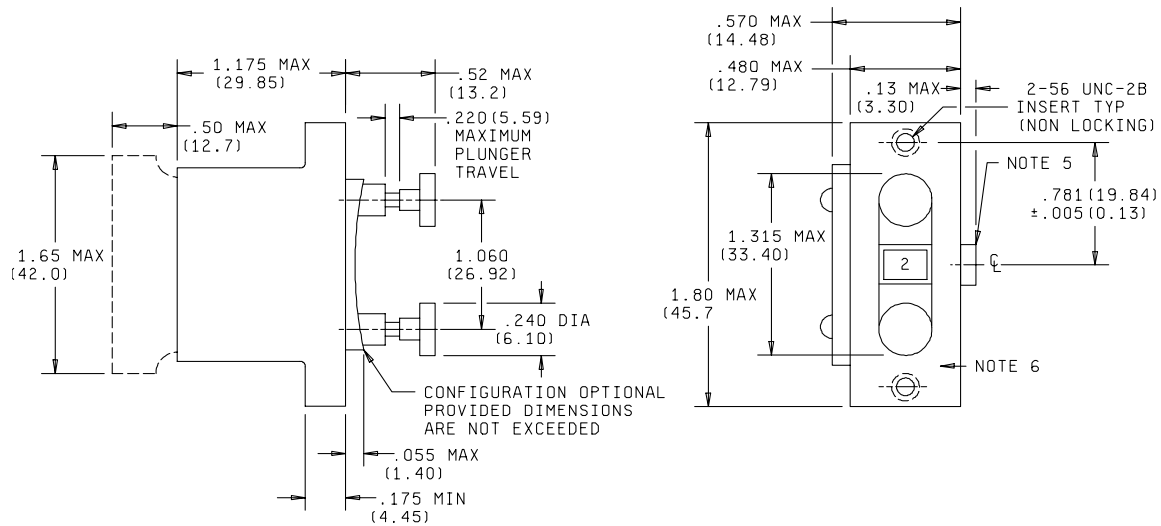 .570 MAX
(14.48)
1.175 MAX
(29.85)
.52 MAX
(13.2)
.480 MAX
(12.79)
.13 MAX
(3.30)
2-56 UNC-2B
INSERT TYP
(NON LOCKING)
.50 MAX
(12.7)
.220(5.59)
MAXIMUM
PLUNGER
TRAVEL
NOTE 5
.781(19.84)
±.005(0.13)
1.65 MAX
(42.0)
1.060
(26.92)
1.315 MAX
(33.40)
2
1.80 MAX
(45.7
.240 DIA
(6.10)
NOTE 6
CONFIGURATION OPTIONAL
PROVIDED DIMENSIONS
ARE NOT EXCEEDED
.055 MAX
(1.40)
.175 MIN
(4.45)